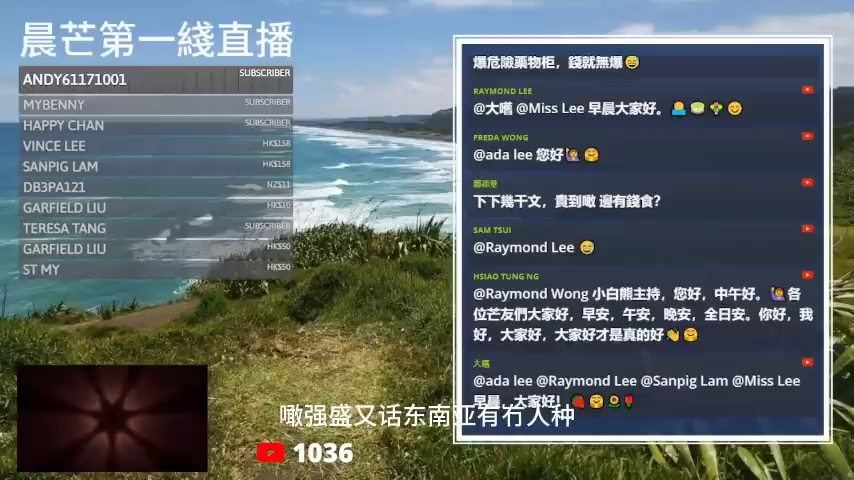 晨芒第一綫直播
ANDY61171001 SUBSCRIBER
MYBENNY SUBSCRIBER
HAPPY CHAN SUBSCRIBER
VINCE LEE HK$158
SANPIG LAM HK$158
DB3PA121 NZ$11
GARFIELD LIU HK$10
TERESA TANG SUBSCRIBER
GARFIELD LIU HK$50
ST MY HK$50
爆危險藥物柜，錢就無爆😅
RAYMOND LEE
@大嚿 @Miss Lee 早晨大家好。
FREDA WONG
@ada lee 您好🙋‍♀️🤗
鄭德華
下下幾千文，貴到噉 邊有錢食?
SAM TSUI
@Raymond Lee 😄
HSIAO TUNG NG
@Raymond Wong 小白熊主持，您好，中午好。🙋‍♀️各
位芒友們大家好，早安，午安，晚安，全日安。你好，我
好，大家好，大家好才是真的好👏🤗
大嚿
@ada lee @Raymond Lee @Sanpig Lam @Miss Lee
早晨，大家好! 🍓🤗🌻🌹
噉强盛又话东南亚有冇人种
1036